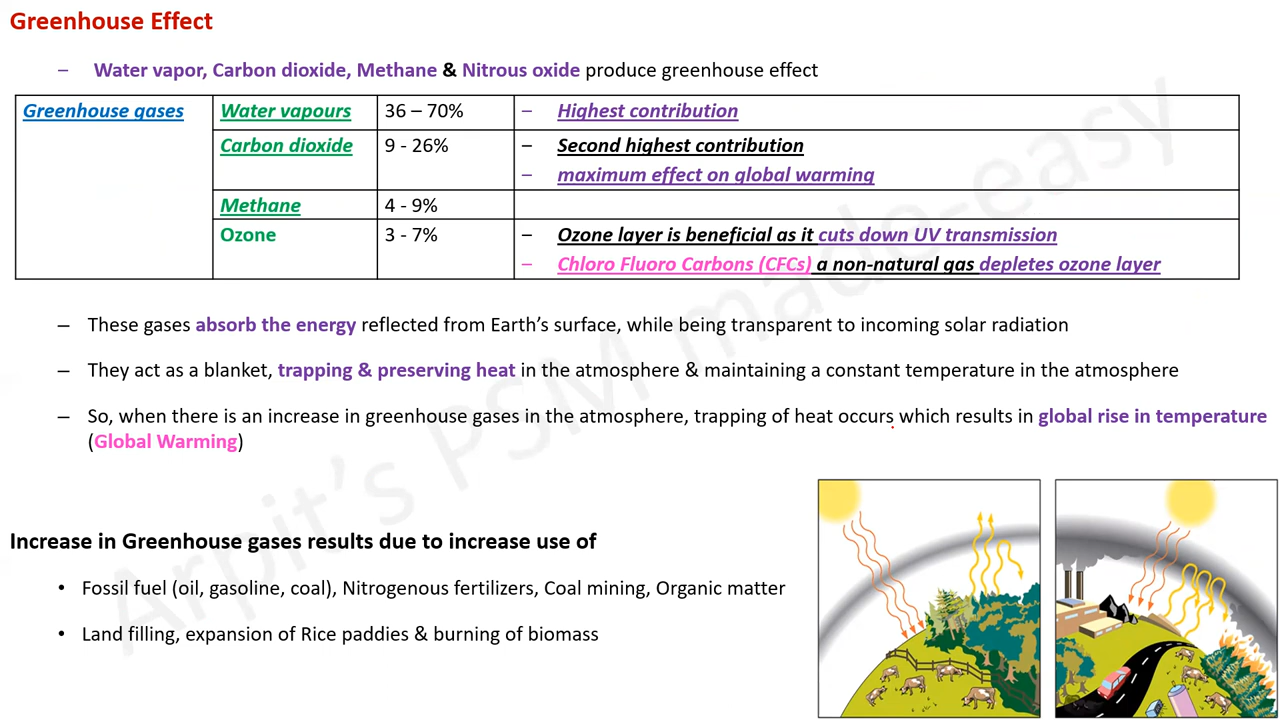 Greenhouse Effect
– Water vapor, Carbon dioxide, Methane & Nitrous oxide produce greenhouse effect
Greenhouse gases
Water vapours
36 – 70%
– Highest contribution
Carbon dioxide
9 - 26%
– Second highest contribution
– maximum effect on global warming
Methane
4 - 9%
Ozone
3 - 7%
– Ozone layer is beneficial as it cuts down UV transmission
– Chloro Fluoro Carbons (CFCs) a non-natural gas depletes ozone layer
– These gases absorb the energy reflected from Earth's surface, while being transparent to incoming solar radiation
– They act as a blanket, trapping & preserving heat in the atmosphere & maintaining a constant temperature in the atmosphere
– So, when there is an increase in greenhouse gases in the atmosphere, trapping of heat occurs which results in global rise in temperature
(Global Warming)
Increase in Greenhouse gases results due to increase use of
• Fossil fuel (oil, gasoline, coal), Nitrogenous fertilizers, Coal mining, Organic matter
• Land filling, expansion of Rice paddies & burning of biomass
Arpit's PSM made-easy